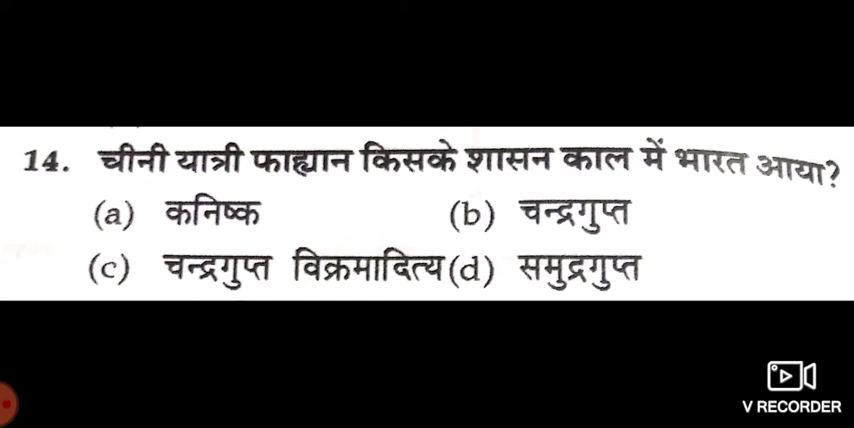 14. चीनी यात्री फाह्यान किसके शासन काल में भारत आया?
(a) कनिष्क (b) चन्द्रगुप्त
(c) चन्द्रगुप्त विक्रमादित्य (d) समुद्रगुप्त
V RECORDER